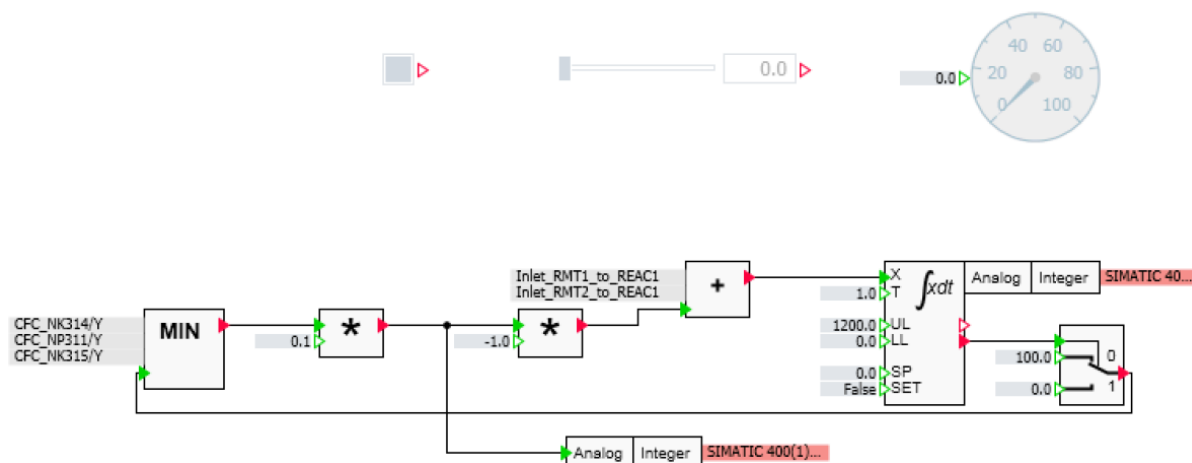 40 60
20 80
0 100
0.0
0.0
Inlet_RMT1_to_REAC1
Inlet_RMT2_to_REAC1
+
X ∫xdt
Analog Integer SIMATIC 40...
1.0 T
CFC_NK314/Y
CFC_NP311/Y
CFC_NK315/Y
MIN
0.1
*
-1.0
*
1200.0 UL
0.0 LL
0.0 SP
False SET
100.0 0
0.0 1
Analog Integer SIMATIC 400(1)...